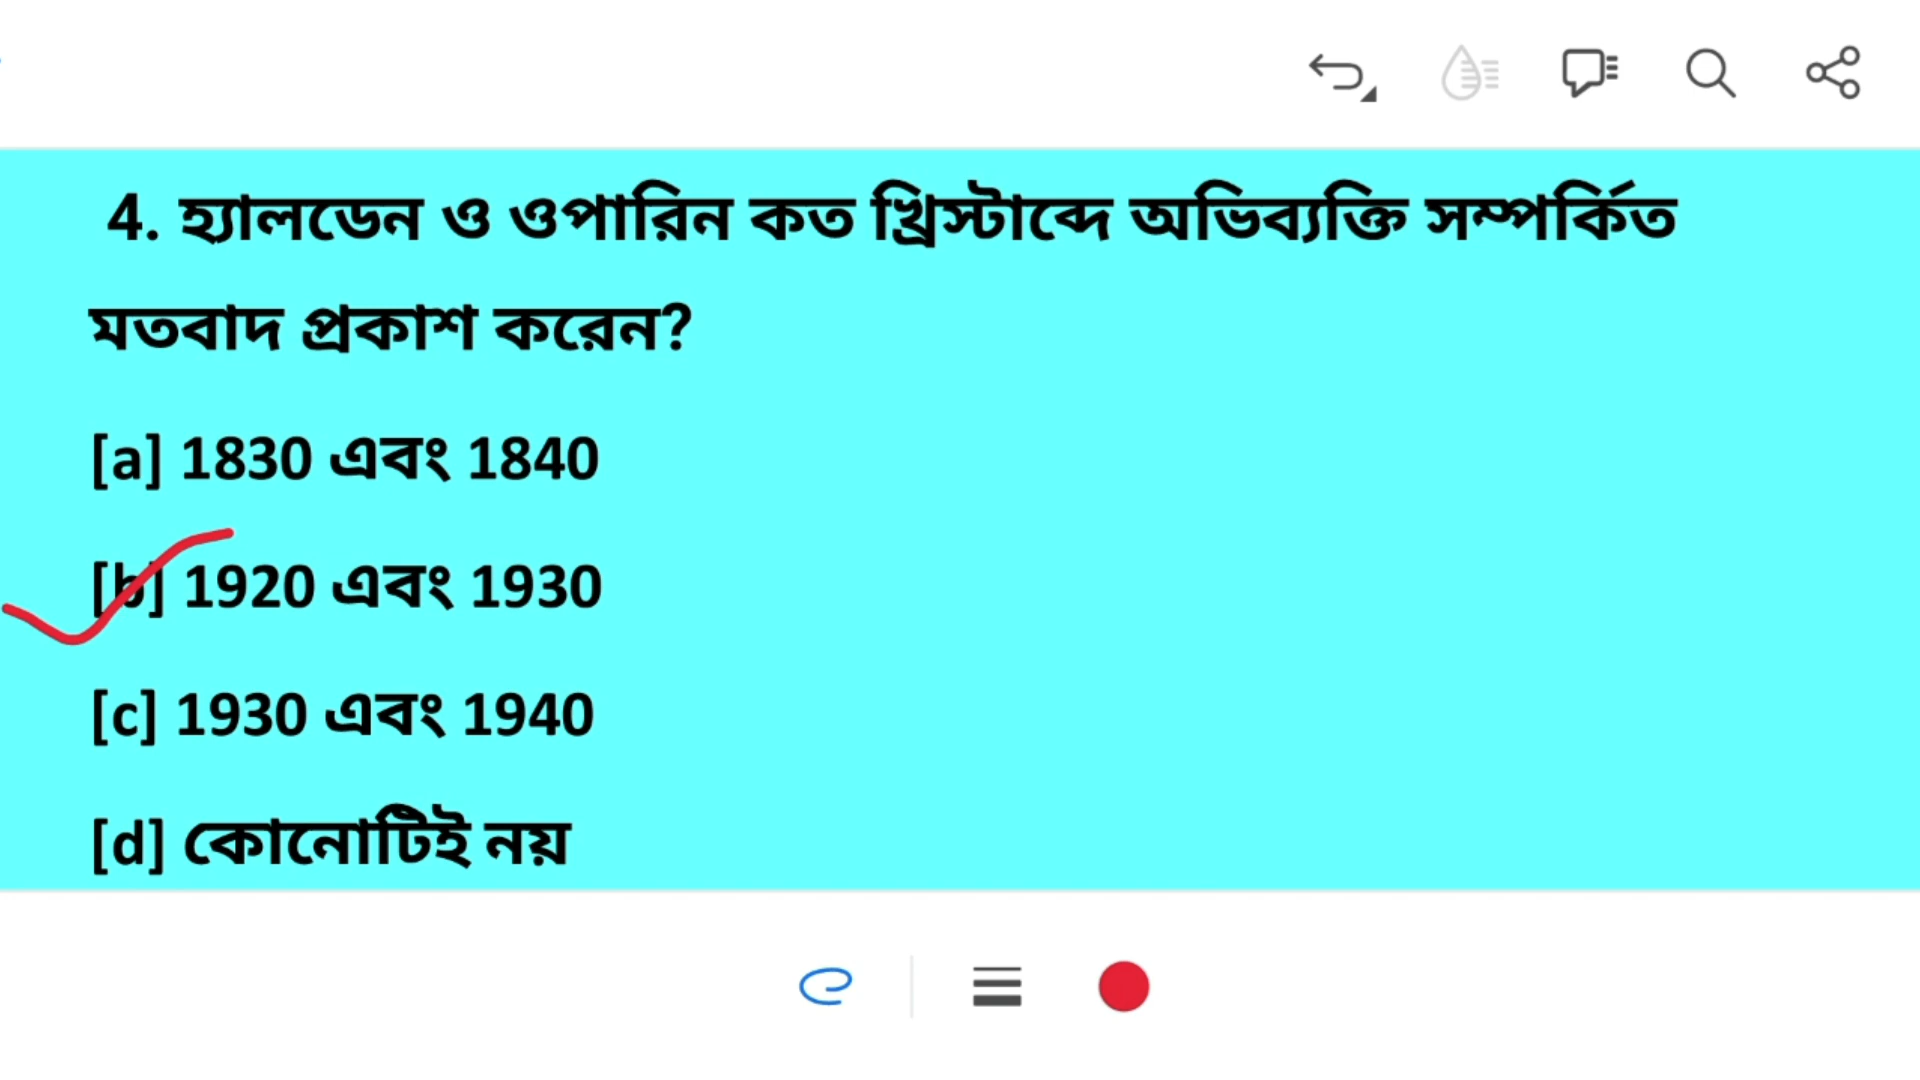 4. হ্যালডেন ও ওপারিন কত খ্রিস্টাব্দে অভিব্যক্তি সম্পর্কিত
মতবাদ প্রকাশ করেন?
[a] 1830 এবং 1840
[b] 1920 এবং 1930
[c] 1930 এবং 1940
[d] কোনোটিই নয়